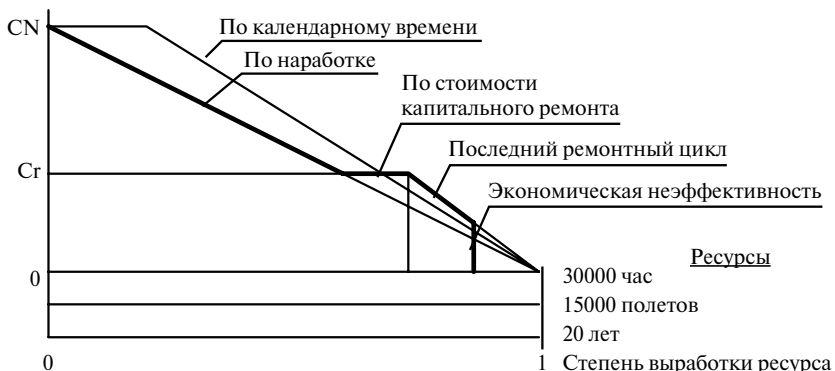 CN
По календарному времени
По наработке
По стоимости
капитального ремонта
Cr
Последний ремонтный цикл
Экономическая неэффективность
Ресурсы
0
30000 час
15000 полетов
20 лет
0
1 Степень выработки ресурса